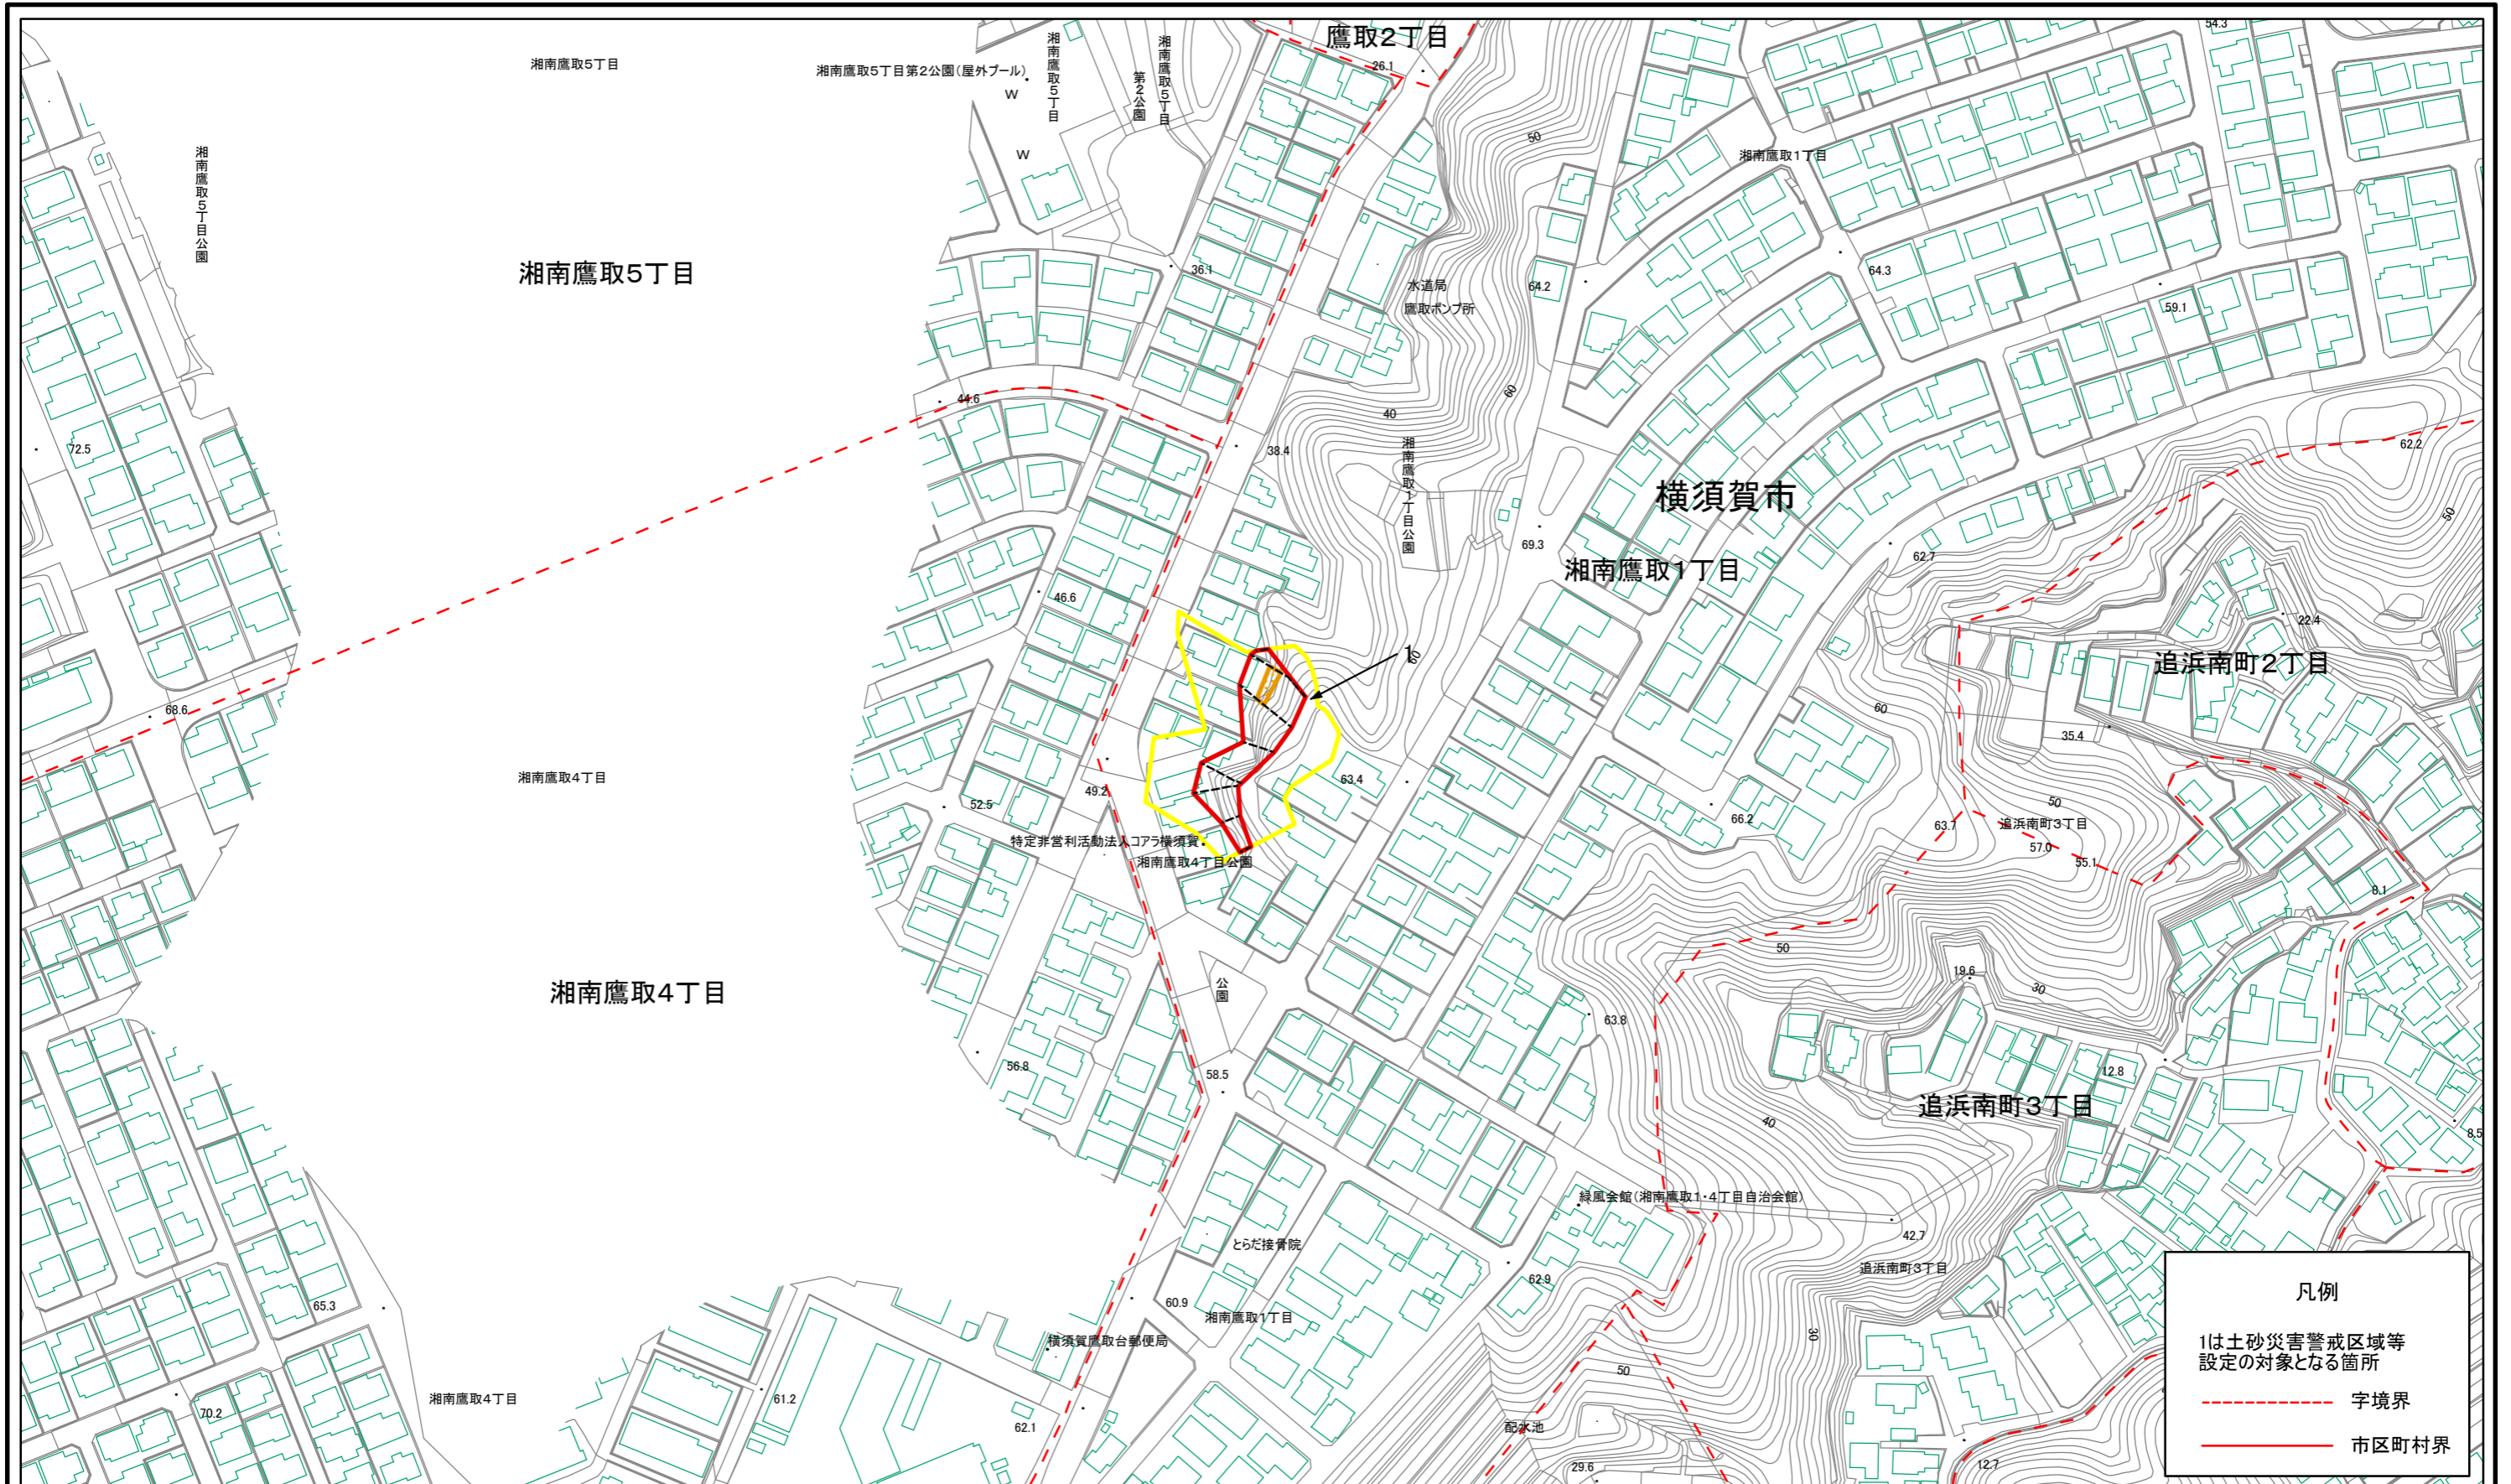 鷹取2丁目
54.3
湘南鷹取5丁目
湘南鷹取5丁目第2公園(屋外プール)
W
湘南鷹取5丁目
第2公園
湘南鷹取5丁目
26.1
50
W
湘南鷹取1丁目
湘南鷹取5丁目公園
湘南鷹取5丁目
36.1
64.2
水道局
鷹取ポンプ所
64.3
59.1
60
44.6
40
72.5
38.4
湘南鷹取1丁目公園
62.2
横須賀市
50
69.3
62.7
湘南鷹取1丁目
46.6
22.4
1
60
追浜南町2丁目
68.6
60
35.4
湘南鷹取4丁目
63.4
49.2
52.5
50
66.2
63.7
追浜南町3丁目
57.0
55.1
特定非営利活動法人コアラ横須賀
湘南鷹取4丁目公園
8.1
50
19.6
30
湘南鷹取4丁目
公園
63.8
56.8
58.5
12.8
追浜南町3丁目
40
8.5
緑風会館(湘南鷹取1・4丁目自治会館)
42.7
とらだ接骨院
追浜南町3丁目
62.9
65.3
60.9
湘南鷹取1丁目
30
横須賀鷹取台郵便局
50
湘南鷹取4丁目
61.2
70.2
62.1
配水池
29.6
12.7
凡例
1は土砂災害警戒区域等
設定の対象となる箇所
字境界
市区町村界